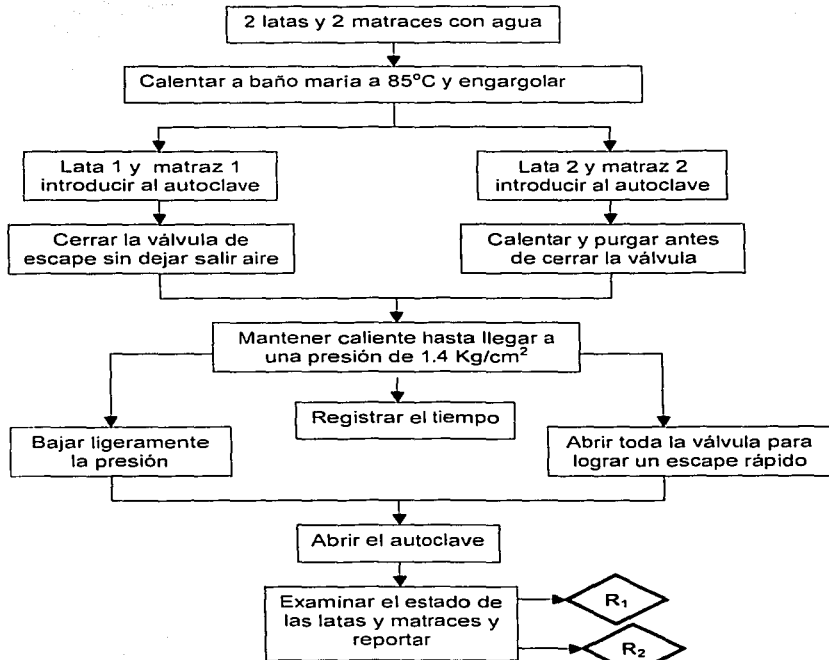 2 latas y 2 matraces con agua
Calentar a baño maría a 85°C y engargolar
Lata 1 y matraz 1
introducir al autoclave
Lata 2 y matraz 2
introducir al autoclave
Cerrar la válvula de
escape sin dejar salir aire
Calentar y purgar antes
de cerrar la válvula
Mantener caliente hasta llegar a
una presión de 1.4 Kg/cm²
Registrar el tiempo
Bajar ligeramente
la presión
Abrir toda la válvula para
lograr un escape rápido
Abrir el autoclave
Examinar el estado de
las latas y matraces y
reportar
R₁
R₂